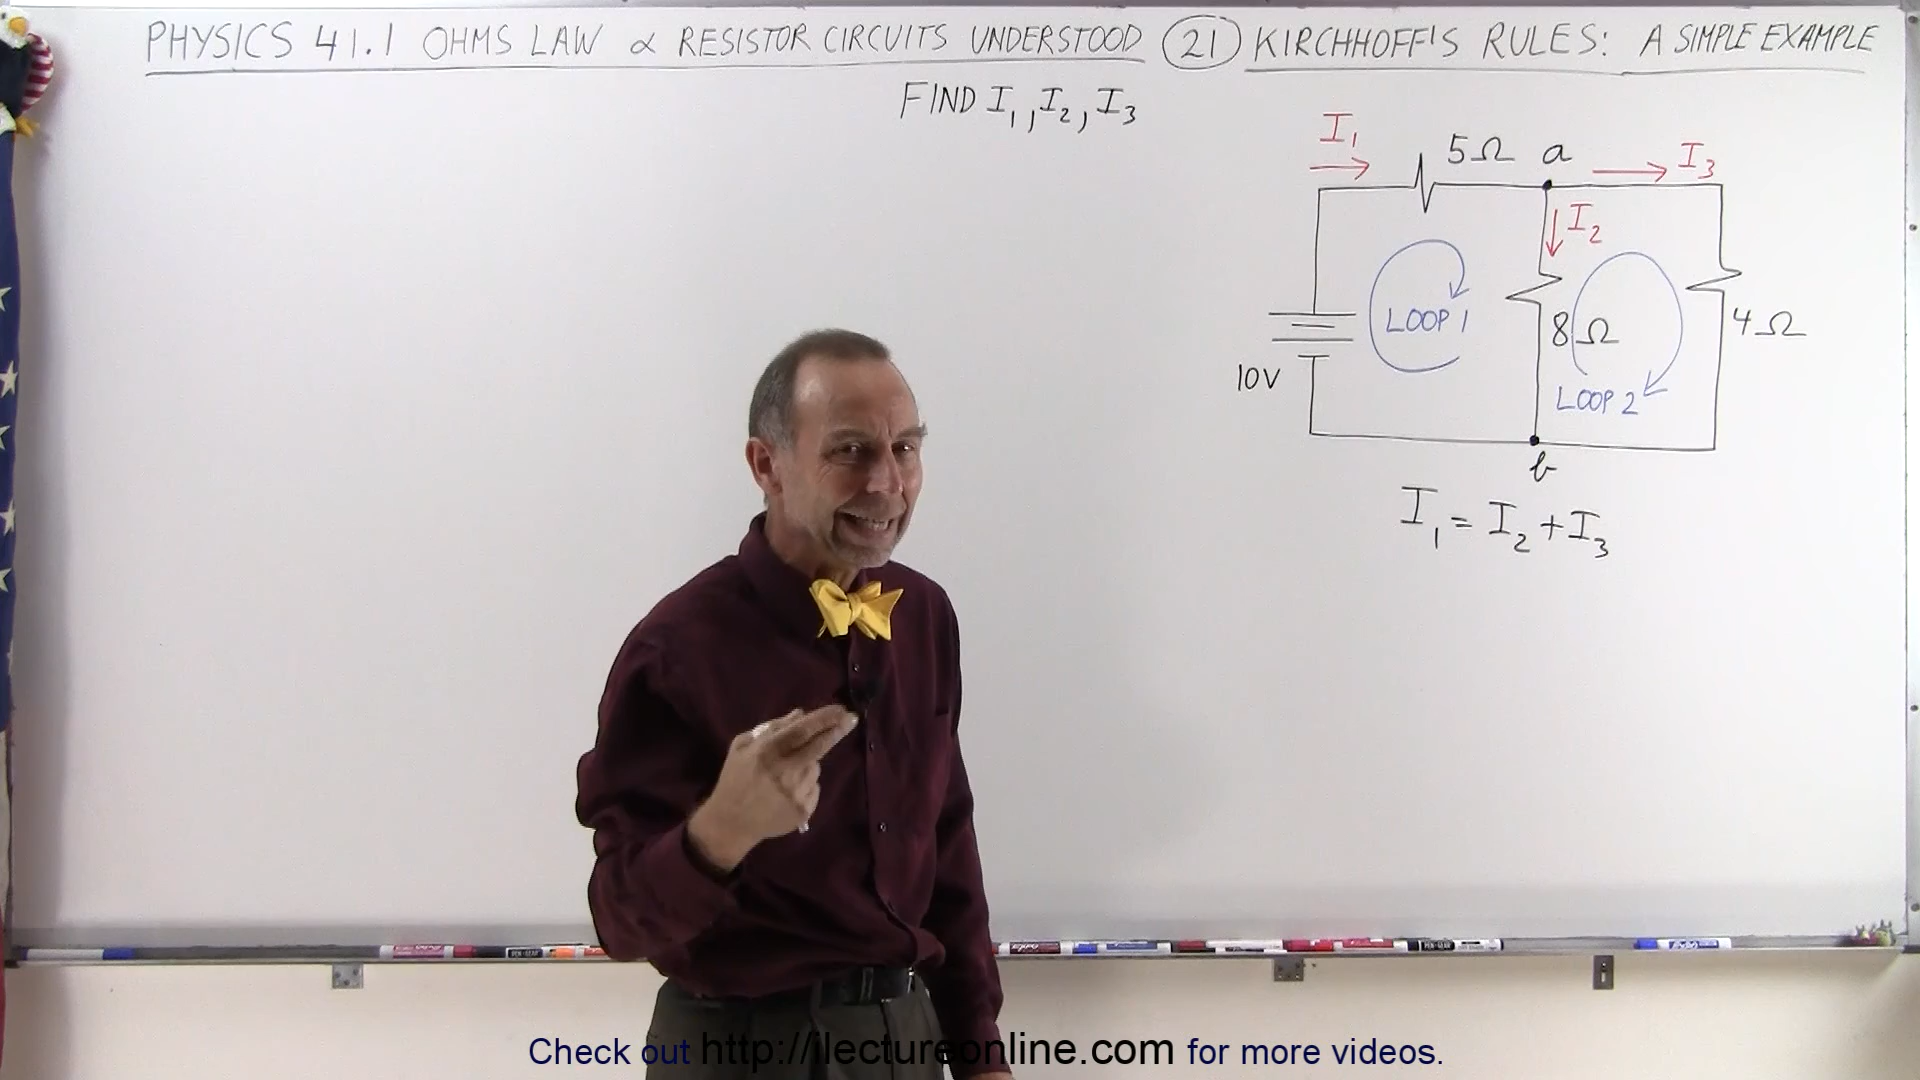 PHYSICS 41.1 OHMS LAW & RESISTOR CIRCUITS UNDERSTOOD 21 KIRCHHOFF'S RULES: A SIMPLE EXAMPLE
FIND I₁, I₂, I₃
I₁
5Ω
a
I₃
I₂
LOOP 1
8Ω
4Ω
10V
LOOP 2
b
I₁ = I₂ + I₃
Check out http://ilectureonline.com for more videos.